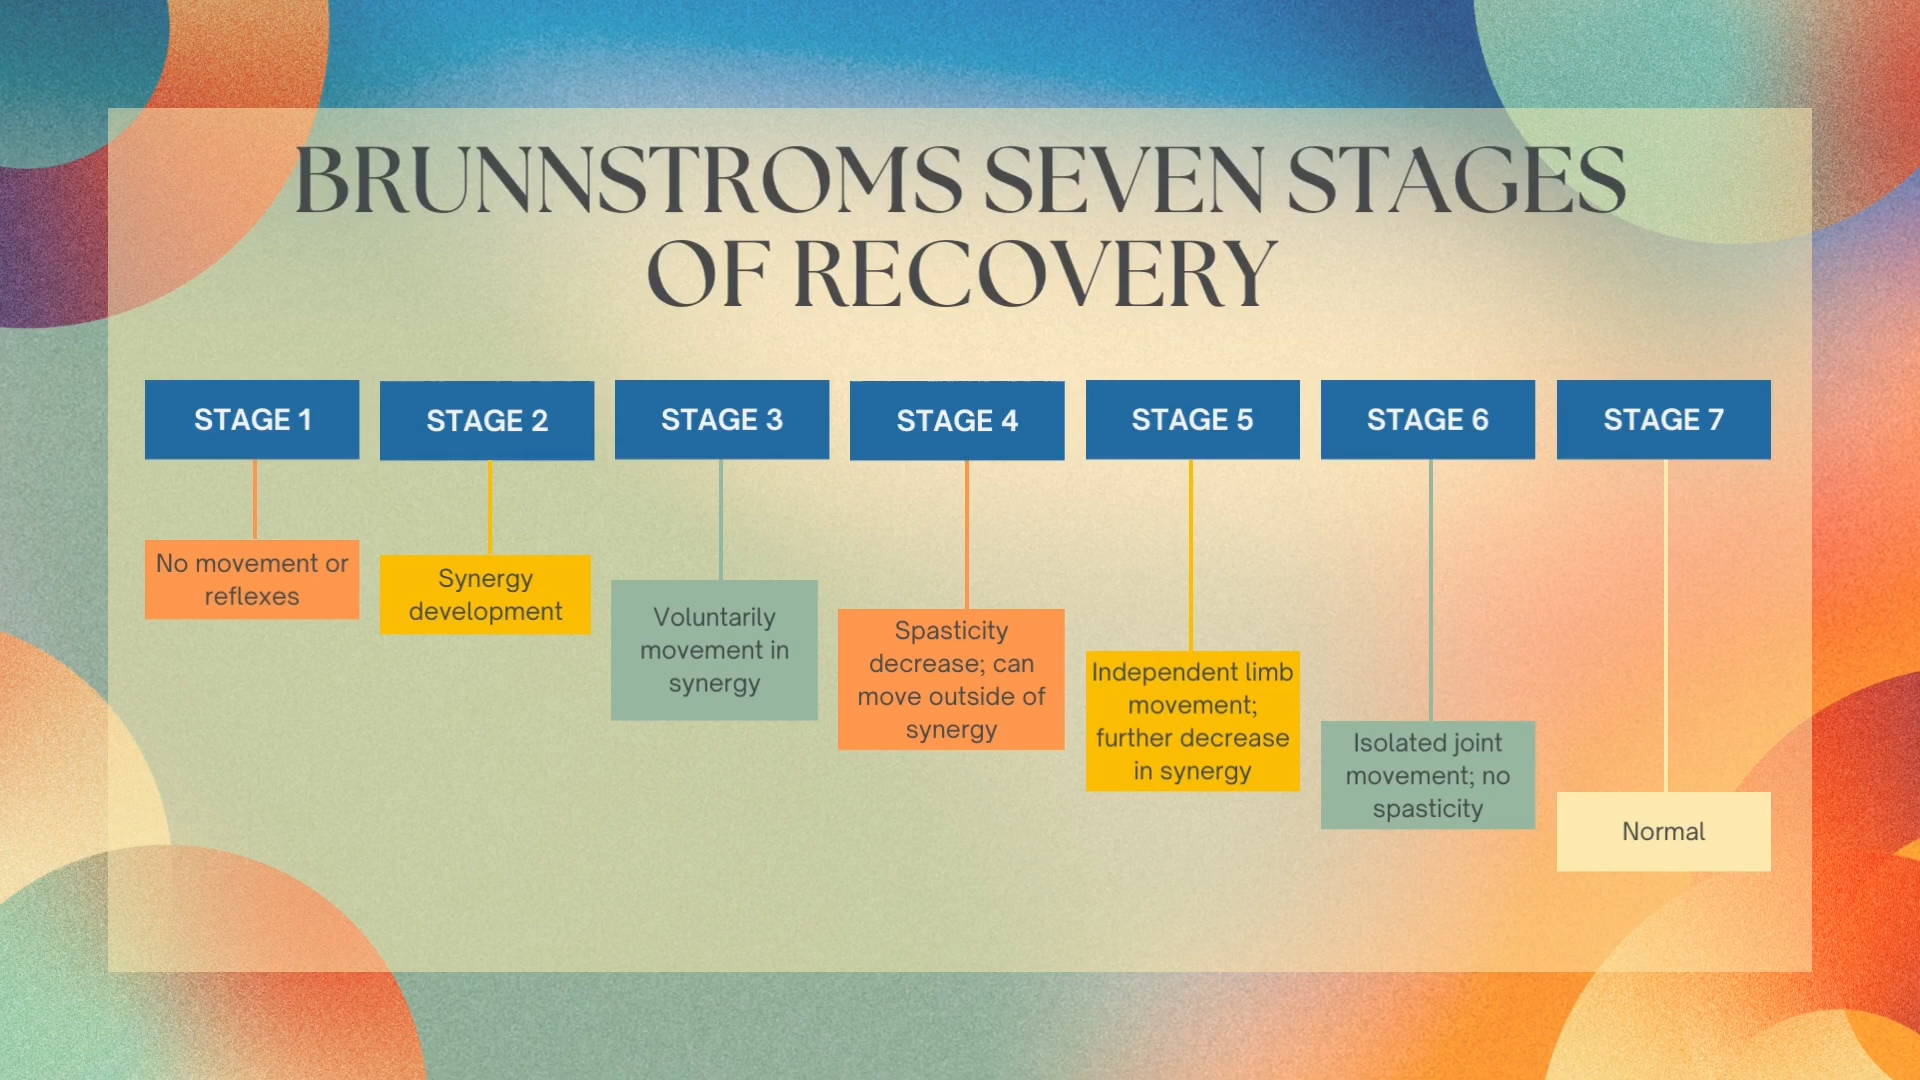 BRUNNSTROMS SEVEN STAGES
OF RECOVERY
STAGE 1
STAGE 2
STAGE 3
STAGE 4
STAGE 5
STAGE 6
STAGE 7
No movement or
reflexes
Synergy
development
Voluntarily
movement in
synergy
Spasticity
decrease; can
move outside of
synergy
Independent limb
movement;
further decrease
in synergy
Isolated joint
movement; no
spasticity
Normal